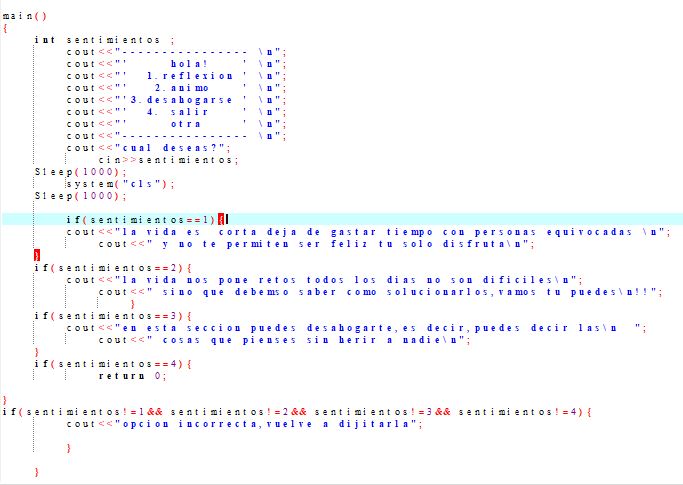 main()
{
int sentimientos ;
cout<<"---------------- \n";
cout<<"'     hola!     ' \n";
cout<<"'  1.reflexion ' \n";
cout<<"'   2.animo    ' \n";
cout<<"'3.desahogarse ' \n";
cout<<"'  4. salir    ' \n";
cout<<"'     otra     ' \n";
cout<<"---------------- \n";
cout<<"cual deseas?";
cin>>sentimientos;
Sleep(1000);
system("cls");
Sleep(1000);
if(sentimientos==1){
cout<<"la vida es  corta deja de gastar tiempo con personas equivocadas \n";
cout<<" y no te permiten ser feliz tu solo disfruta\n";
}
if(sentimientos==2){
cout<<"la vida nos pone retos todos los dias no son dificiles\n";
cout<<" sino que debemso saber como solucionarlos,vamos tu puedes\n!!";
}
if(sentimientos==3){
cout<<"en esta seccion puedes desahogarte,es decir,puedes decir las\n  ";
cout<<" cosas que pienses sin herir a nadie\n";
}
if(sentimientos==4){
return 0;
}
if(sentimientos!=1&& sentimientos!=2&& sentimientos!=3&& sentimientos!=4){
cout<<"opcion incorrecta,vuelve a dijitarla";
}
}